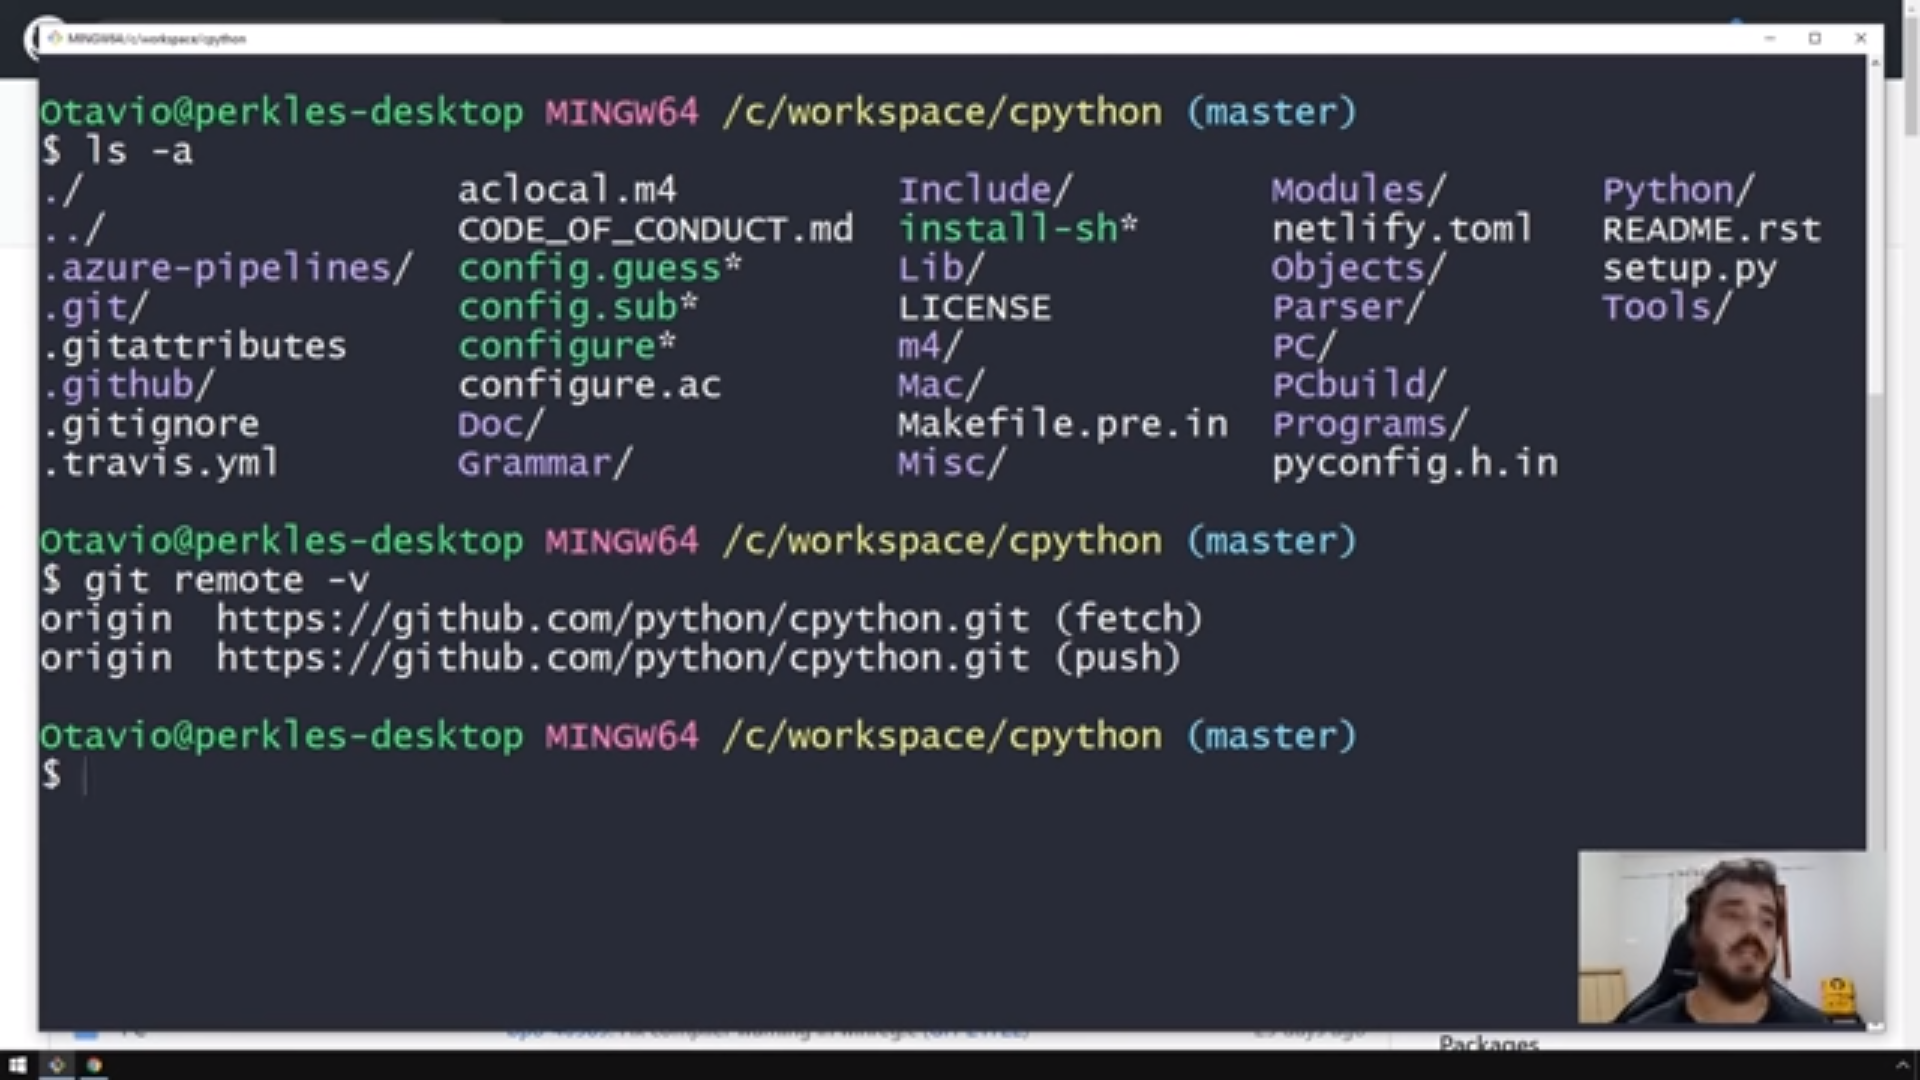 MINGW64:/c/workspace/cpython
Otavio@perkles-desktop MINGW64 /c/workspace/cpython (master)
$ ls -a
./ aclocal.m4 Include/ Modules/ Python/
../ CODE_OF_CONDUCT.md install-sh* netlify.toml README.rst
.azure-pipelines/ config.guess* Lib/ Objects/ setup.py
.git/ config.sub* LICENSE Parser/ Tools/
.gitattributes configure* m4/ PC/
.github/ configure.ac Mac/ PCbuild/
.gitignore Doc/ Makefile.pre.in Programs/
.travis.yml Grammar/ Misc/ pyconfig.h.in
Otavio@perkles-desktop MINGW64 /c/workspace/cpython (master)
$ git remote -v
origin https://github.com/python/cpython.git (fetch)
origin https://github.com/python/cpython.git (push)
Otavio@perkles-desktop MINGW64 /c/workspace/cpython (master)
$
Packages